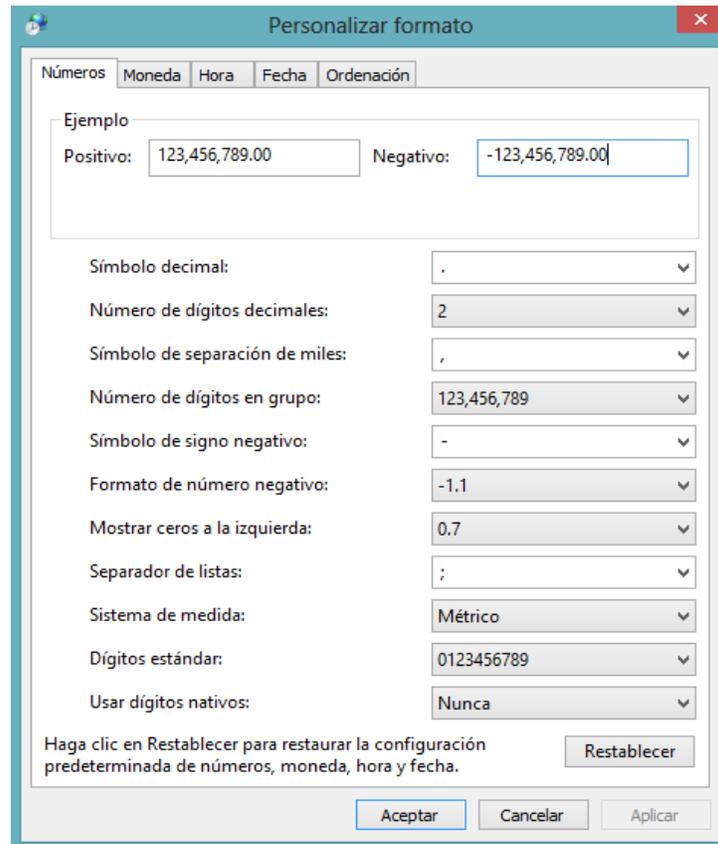 Personalizar formato
Números Moneda Hora Fecha Ordenación
Ejemplo
Positivo: 123,456,789.00 Negativo: -123,456,789.00
Símbolo decimal: .
Número de dígitos decimales: 2
Símbolo de separación de miles: ,
Número de dígitos en grupo: 123,456,789
Símbolo de signo negativo: -
Formato de número negativo: -1.1
Mostrar ceros a la izquierda: 0.7
Separador de listas: ;
Sistema de medida: Métrico
Dígitos estándar: 0123456789
Usar dígitos nativos: Nunca
Haga clic en Restablecer para restaurar la configuración
predeterminada de números, moneda, hora y fecha.
Restablecer
Aceptar Cancelar Aplicar